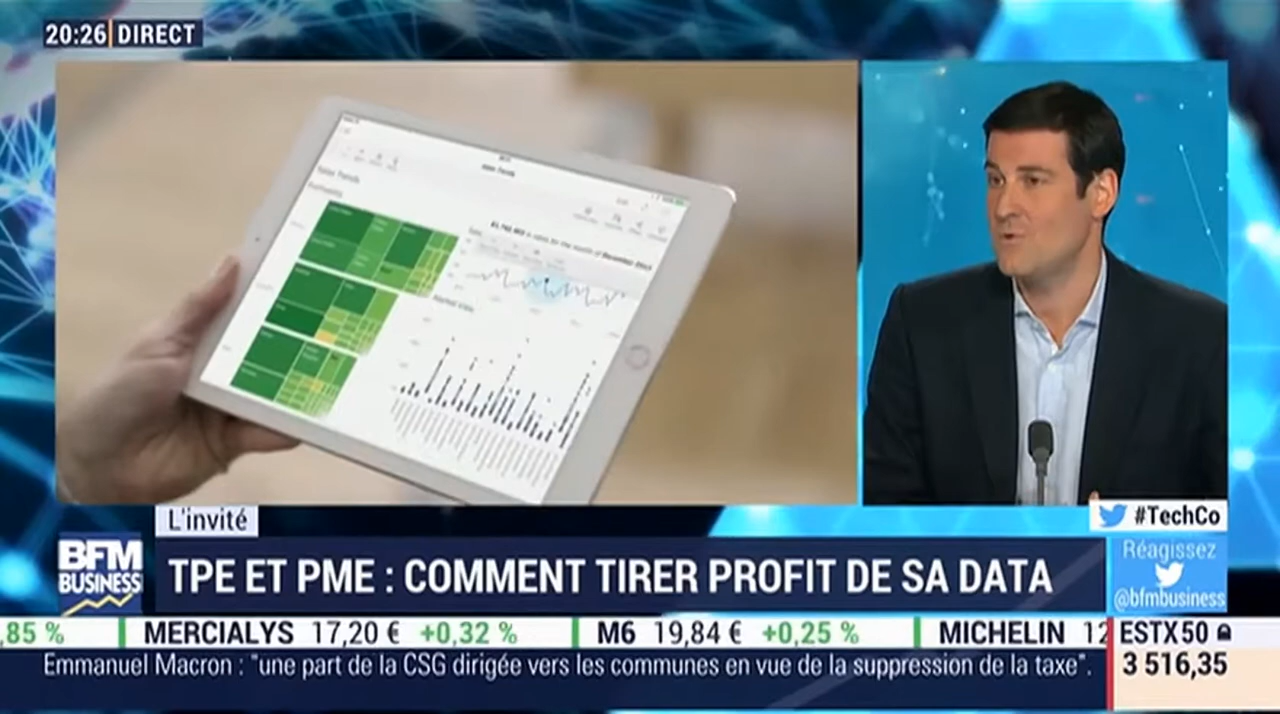 20:26 DIRECT
L'invité
#TechCo
BFM
BUSINESS
TPE ET PME : COMMENT TIRER PROFIT DE SA DATA
Réagissez
@bfmbusiness
,85 % MERCIALYS 17,20 € +0,32 % M6 19,84 € +0,25 % MICHELIN 12
ESTX50
3 516,35
Emmanuel Macron : "une part de la CSG dirigée vers les communes en vue de la suppression de la taxe".